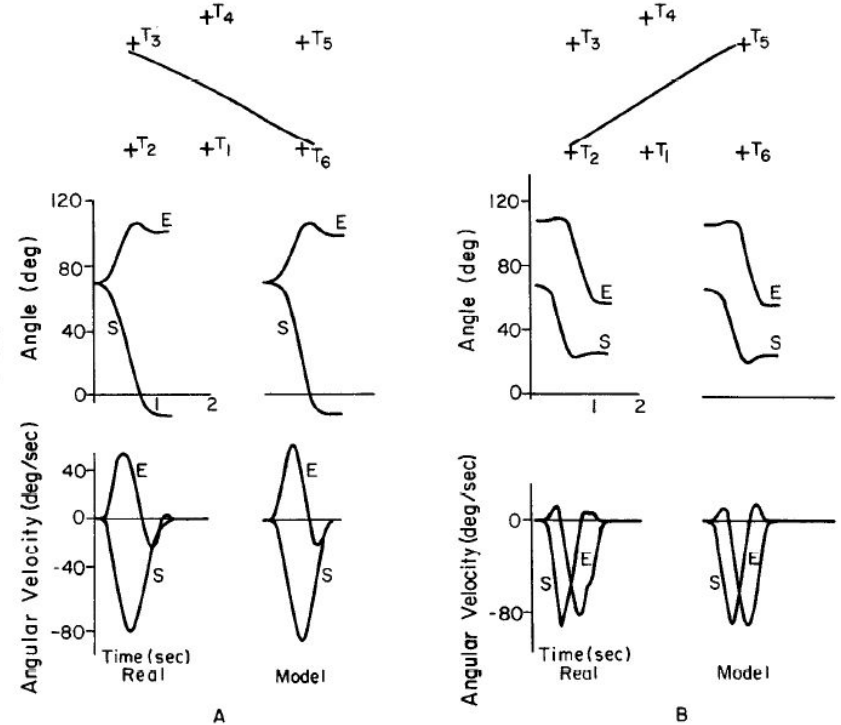 +T4
+T3 +T5
+T2 +T1 +T6
120
80
40
0
Angle (deg)
E
S
1 2
E
S
40
0
-40
-80
Angular Velocity (deg/sec)
E
S
E
S
Time (sec)
Real
Model
A
+T4
+T3 +T5
+T2 +T1 +T6
120
80
40
0
Angle (deg)
E
S
1 2
E
S
0
-80
Angular Velocity (deg/sec)
S E
S E
Time (sec)
Real
Model
B